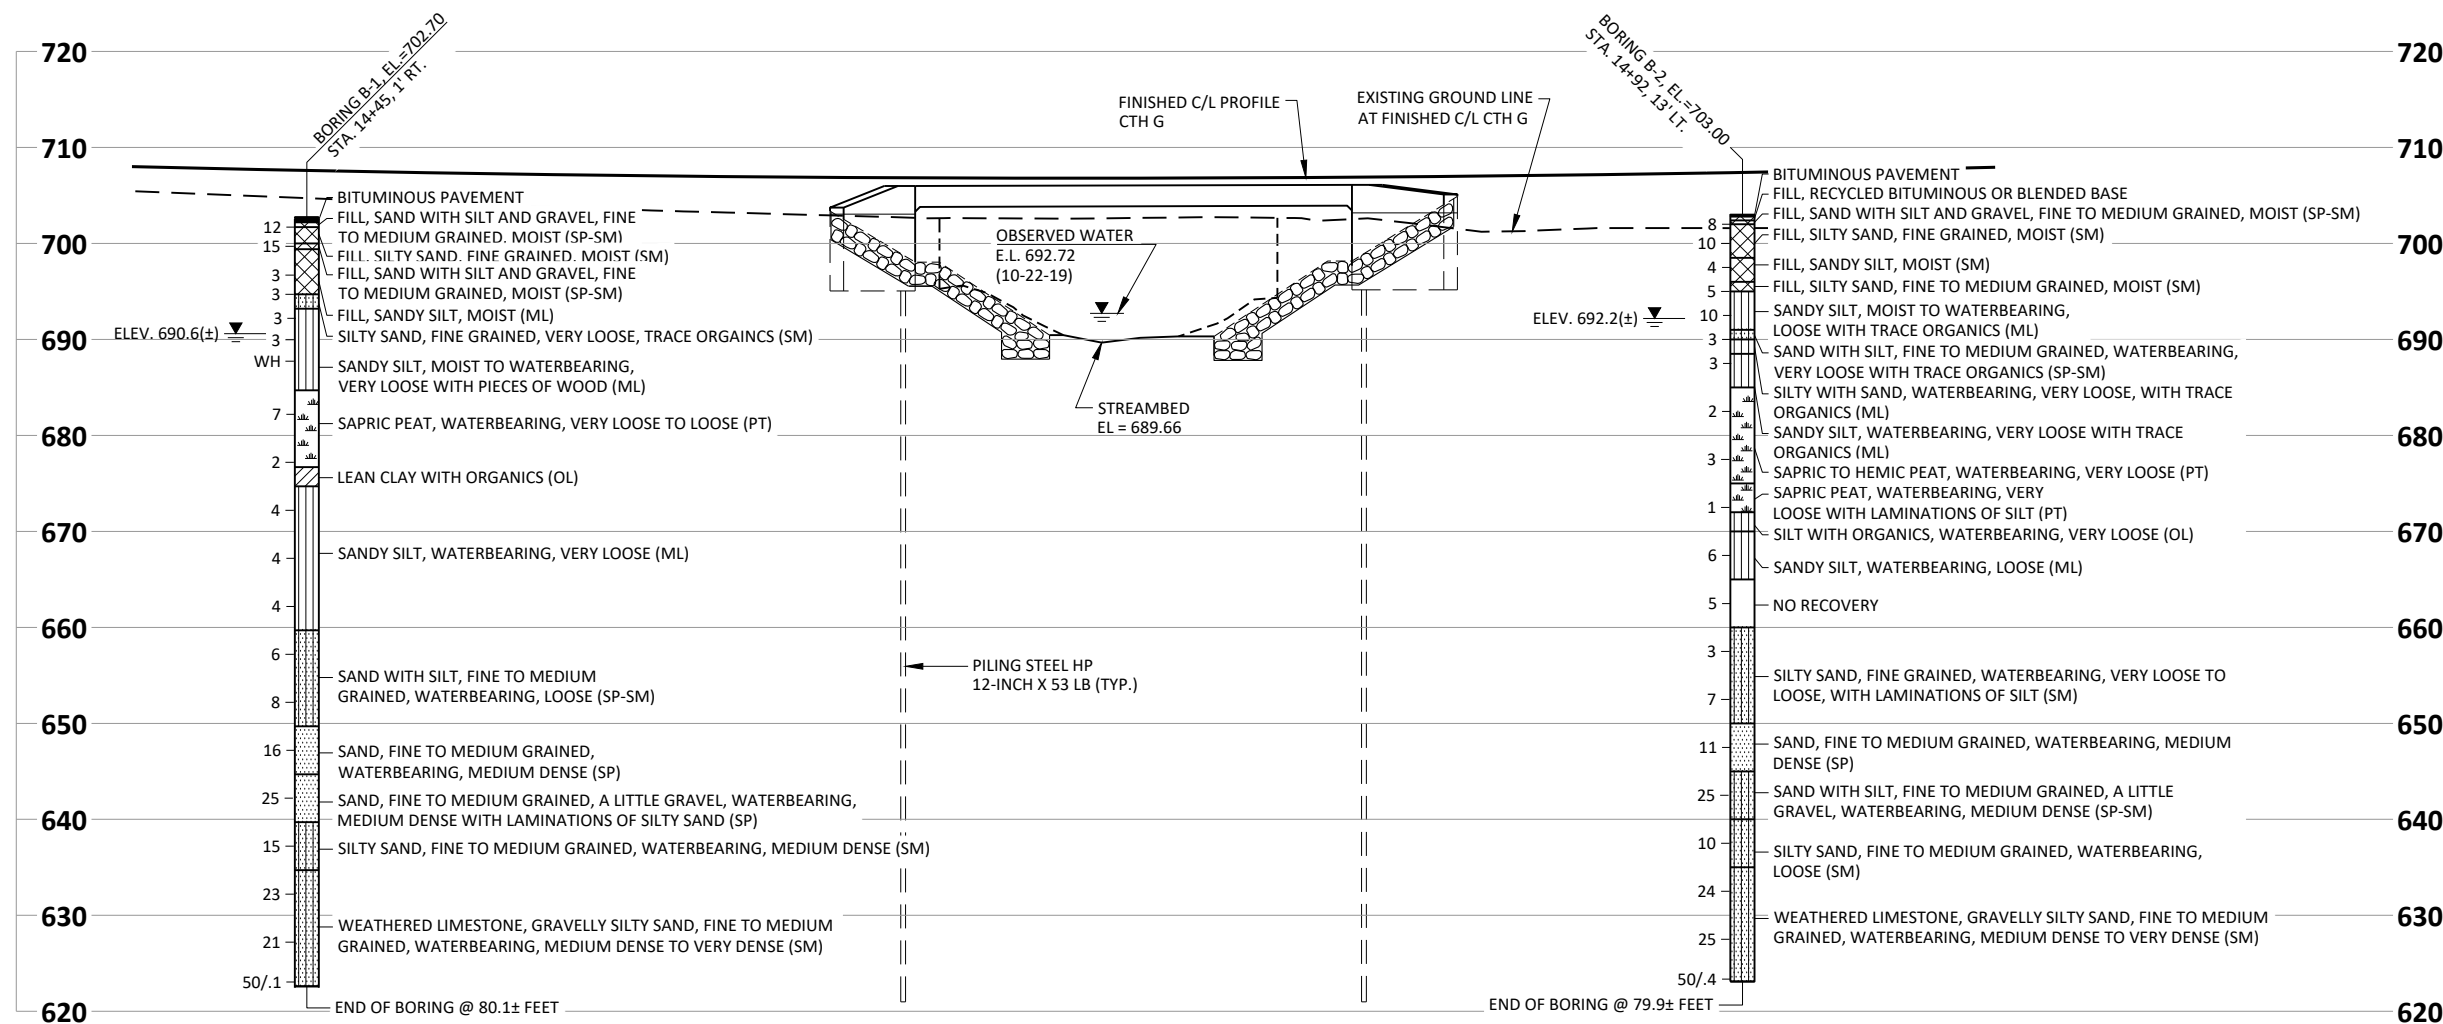 720
710
700
690
680
670
660
650
640
630
620
BORING B-1, EL.=702.70
STA. 14+45, 1' RT.
BITUMINOUS PAVEMENT
FILL, SAND WITH SILT AND GRAVEL, FINE
TO MEDIUM GRAINED, MOIST (SP-SM)
FILL, SILTY SAND, FINE GRAINED, MOIST (SM)
FILL, SAND WITH SILT AND GRAVEL, FINE
TO MEDIUM GRAINED, MOIST (SP-SM)
FILL, SANDY SILT, MOIST (ML)
SILTY SAND, FINE GRAINED, VERY LOOSE, TRACE ORGAINCS (SM)
SANDY SILT, MOIST TO WATERBEARING,
VERY LOOSE WITH PIECES OF WOOD (ML)
SAPRIC PEAT, WATERBEARING, VERY LOOSE TO LOOSE (PT)
LEAN CLAY WITH ORGANICS (OL)
SANDY SILT, WATERBEARING, VERY LOOSE (ML)
SAND WITH SILT, FINE TO MEDIUM
GRAINED, WATERBEARING, LOOSE (SP-SM)
SAND, FINE TO MEDIUM GRAINED,
WATERBEARING, MEDIUM DENSE (SP)
SAND, FINE TO MEDIUM GRAINED, A LITTLE GRAVEL, WATERBEARING,
MEDIUM DENSE WITH LAMINATIONS OF SILTY SAND (SP)
SILTY SAND, FINE TO MEDIUM GRAINED, WATERBEARING, MEDIUM DENSE (SM)
WEATHERED LIMESTONE, GRAVELLY SILTY SAND, FINE TO MEDIUM
GRAINED, WATERBEARING, MEDIUM DENSE TO VERY DENSE (SM)
END OF BORING @ 80.1± FEET
12
15
3
3
3
3
WH
7
2
4
4
4
6
8
16
25
15
23
21
50/.1
ELEV. 690.6(±)
FINISHED C/L PROFILE
CTH G
EXISTING GROUND LINE
AT FINISHED C/L CTH G
OBSERVED WATER
E.L. 692.72
(10-22-19)
STREAMBED
EL = 689.66
PILING STEEL HP
12-INCH X 53 LB (TYP.)
BORING B-2, EL.=703.00
STA. 14+92, 13' LT.
ELEV. 692.2(±)
8
10
4
5
10
3
3
2
3
1
6
5
3
7
11
25
10
24
25
50/.4
BITUMINOUS PAVEMENT
FILL, RECYCLED BITUMINOUS OR BLENDED BASE
FILL, SAND WITH SILT AND GRAVEL, FINE TO MEDIUM GRAINED, MOIST (SP-SM)
FILL, SILTY SAND, FINE GRAINED, MOIST (SM)
FILL, SANDY SILT, MOIST (SM)
FILL, SILTY SAND, FINE TO MEDIUM GRAINED, MOIST (SM)
SANDY SILT, MOIST TO WATERBEARING,
LOOSE WITH TRACE ORGANICS (ML)
SAND WITH SILT, FINE TO MEDIUM GRAINED, WATERBEARING,
VERY LOOSE WITH TRACE ORGANICS (SP-SM)
SILTY WITH SAND, WATERBEARING, VERY LOOSE, WITH TRACE
ORGANICS (ML)
SANDY SILT, WATERBEARING, VERY LOOSE WITH TRACE
ORGANICS (ML)
SAPRIC TO HEMIC PEAT, WATERBEARING, VERY LOOSE (PT)
SAPRIC PEAT, WATERBEARING, VERY
LOOSE WITH LAMINATIONS OF SILT (PT)
SILT WITH ORGANICS, WATERBEARING, VERY LOOSE (OL)
SANDY SILT, WATERBEARING, LOOSE (ML)
NO RECOVERY
SILTY SAND, FINE GRAINED, WATERBEARING, VERY LOOSE TO
LOOSE, WITH LAMINATIONS OF SILT (SM)
SAND, FINE TO MEDIUM GRAINED, WATERBEARING, MEDIUM
DENSE (SP)
SAND WITH SILT, FINE TO MEDIUM GRAINED, A LITTLE
GRAVEL, WATERBEARING, MEDIUM DENSE (SP-SM)
SILTY SAND, FINE TO MEDIUM GRAINED, WATERBEARING,
LOOSE (SM)
WEATHERED LIMESTONE, GRAVELLY SILTY SAND, FINE TO MEDIUM
GRAINED, WATERBEARING, MEDIUM DENSE TO VERY DENSE (SM)
END OF BORING @ 79.9± FEET
720
710
700
690
680
670
660
650
640
630
620